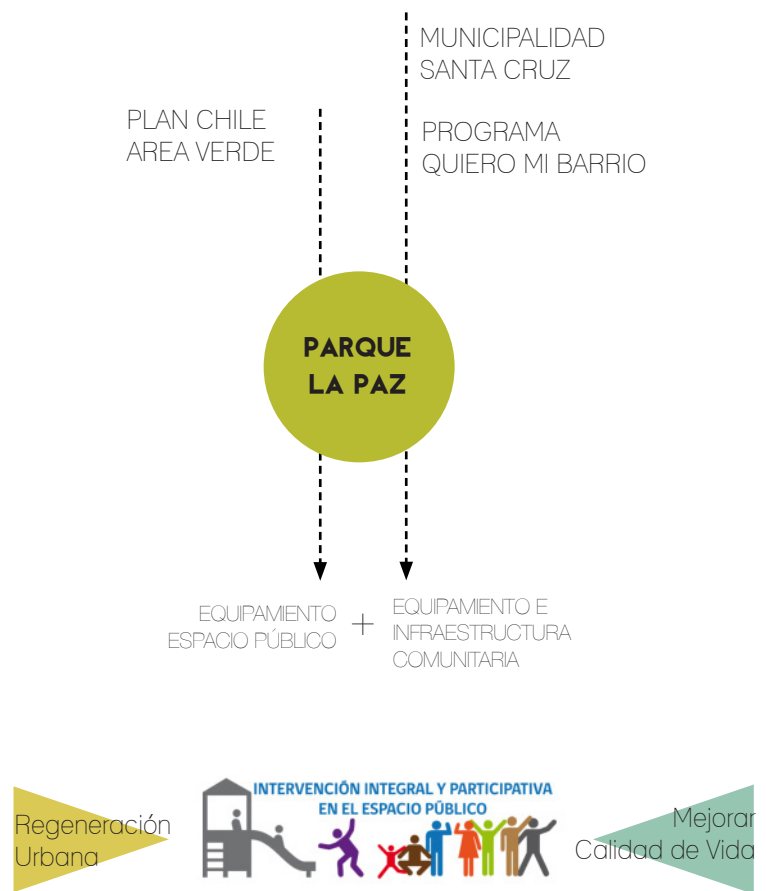 MUNICIPALIDAD
SANTA CRUZ
PLAN CHILE
AREA VERDE
PROGRAMA
QUIERO MI BARRIO
PARQUE
LA PAZ
EQUIPAMIENTO
ESPACIO PÚBLICO
+
EQUIPAMIENTO E
INFRAESTRUCTURA
COMUNITARIA
INTERVENCIÓN INTEGRAL Y PARTICIPATIVA
EN EL ESPACIO PÚBLICO
Regeneración
Urbana
Mejorar
Calidad de Vida